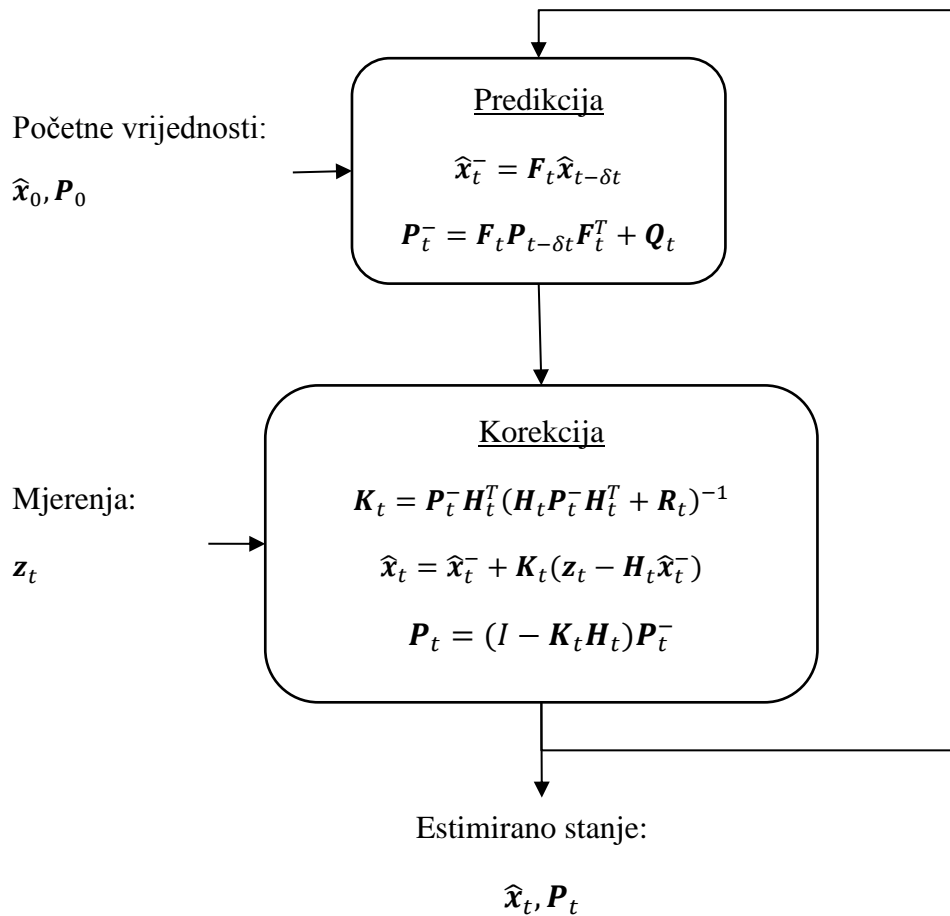 Predikcija
Početne vrijednosti:
x̂₀, P₀
x̂ₜ⁻ = Fₜx̂ₜ₋δₜ
Pₜ⁻ = FₜPₜ₋δₜFₜᵀ + Qₜ
Korekcija
Mjerenja:
zₜ
Kₜ = Pₜ⁻Hₜᵀ(HₜPₜ⁻Hₜᵀ + Rₜ)⁻¹
x̂ₜ = x̂ₜ⁻ + Kₜ(zₜ − Hₜx̂ₜ⁻)
Pₜ = (I − KₜHₜ)Pₜ⁻
Estimirano stanje:
x̂ₜ, Pₜ